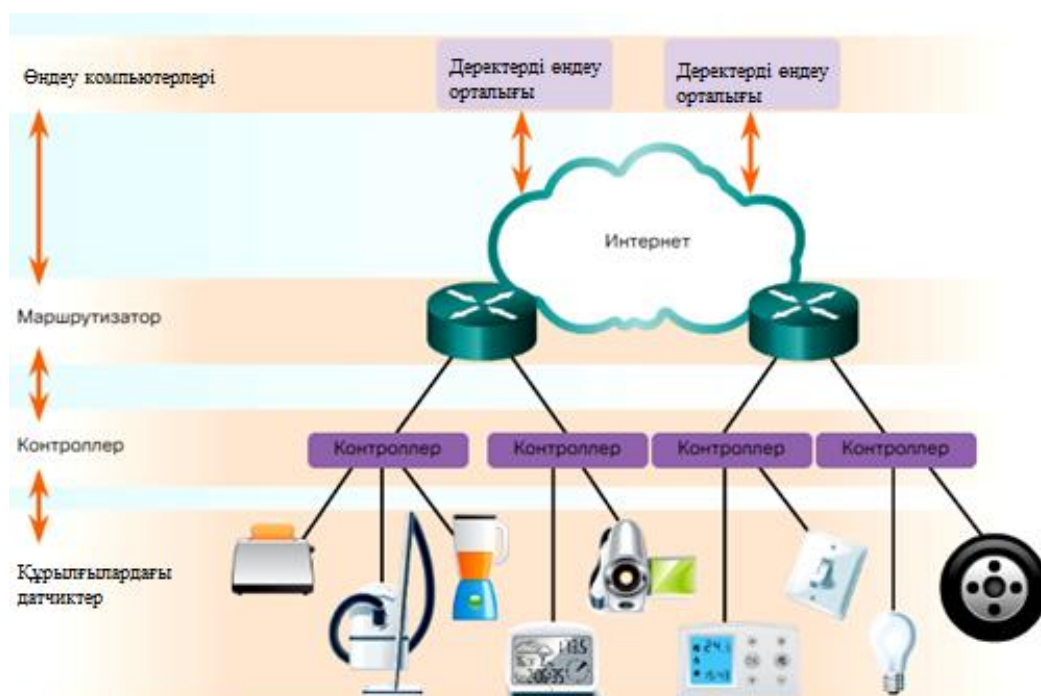 Өңдеу компьютерлері
Деректерді өңдеу
орталығы
Деректерді өңдеу
орталығы
Интернет
Маршрутизатор
Контроллер
Контроллер
Контроллер
Контроллер
Контроллер
Құрылғылардағы
датчиктер